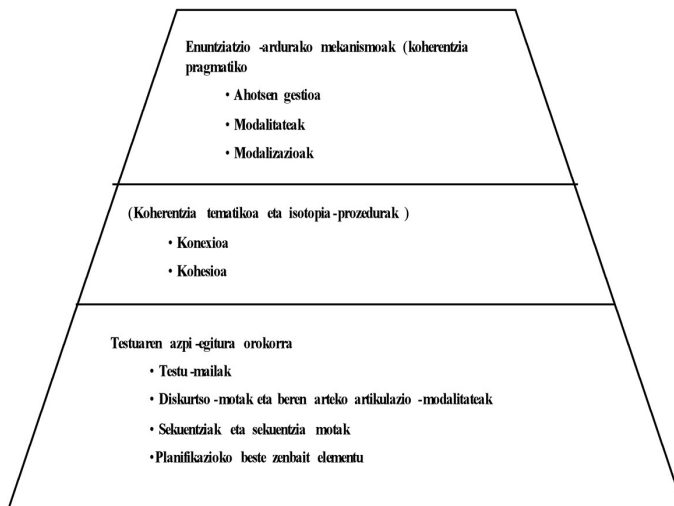 Enuntziatzio -ardurako mekanismoak (koherentzia
pragmatiko
• Ahotsen gestioa
• Modalitateak
• Modalizazioak
(Koherentzia tematikoa eta isotopia -prozedurak )
• Konexioa
• Kohesioa
Testuaren azpi -egitura orokorra
• Testu -mailak
• Diskurtso -motak eta beren arteko artikulazio -modalitateak
• Sekuentziak eta sekuentzia motak
•Planifikazioko beste zenbait elementu